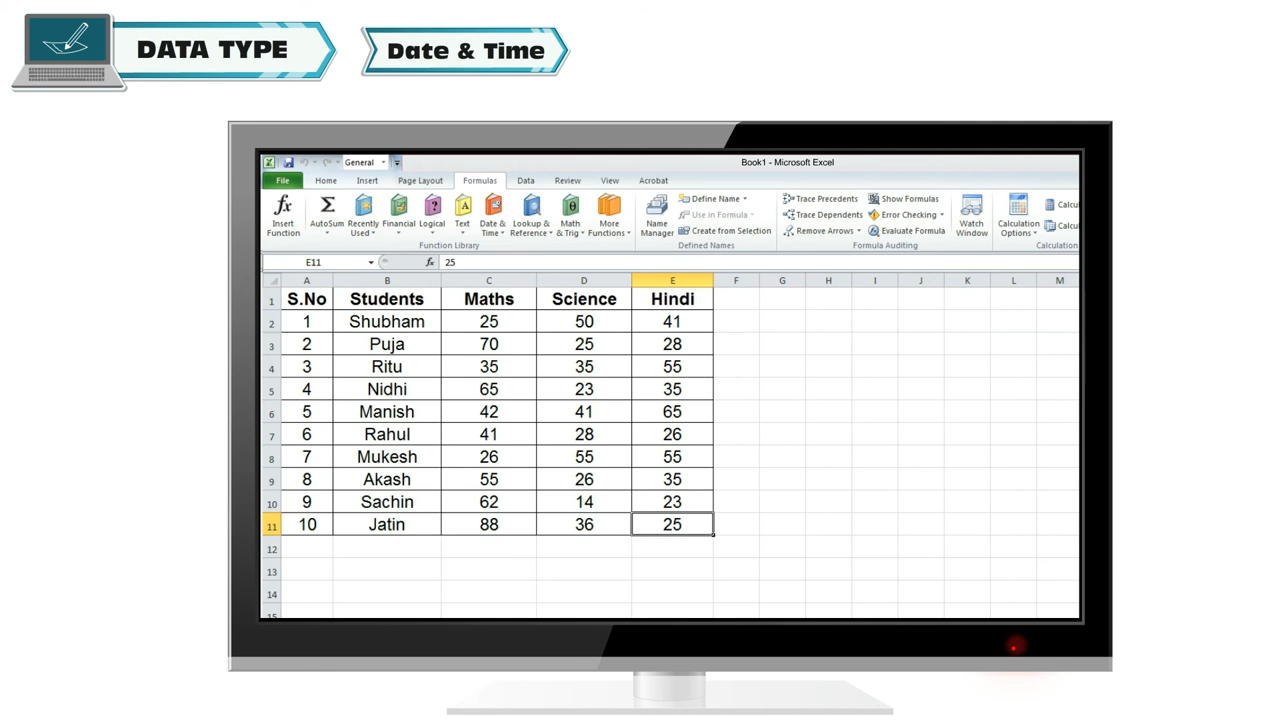 DATA TYPE
Date & Time
General
Book1 - Microsoft Excel
File Home Insert Page Layout Formulas Data Review View Acrobat
Insert Function
AutoSum
Recently Used
Financial
Logical
Text
Date & Time
Lookup & Reference
Math & Trig
More Functions
Function Library
Name Manager
Define Name
Use in Formula
Create from Selection
Defined Names
Trace Precedents
Trace Dependents
Remove Arrows
Show Formulas
Error Checking
Evaluate Formula
Formula Auditing
Watch Window
Calculation Options
Calcul
Calcu
Calculation
E11 fx 25
A B C D E F G H I J K L M
1 S.No Students Maths Science Hindi
2 1 Shubham 25 50 41
3 2 Puja 70 25 28
4 3 Ritu 35 35 55
5 4 Nidhi 65 23 35
6 5 Manish 42 41 65
7 6 Rahul 41 28 26
8 7 Mukesh 26 55 55
9 8 Akash 55 26 35
10 9 Sachin 62 14 23
11 10 Jatin 88 36 25
12
13
14
15